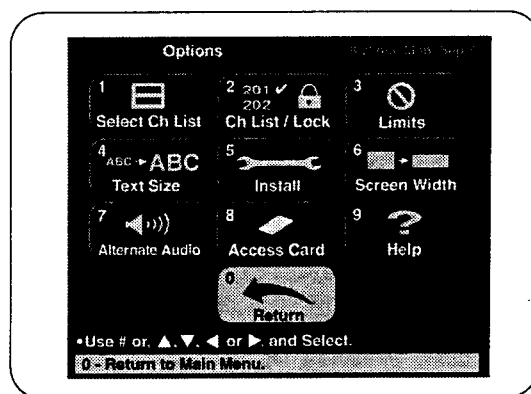 Options
1
Select Ch List
2 201 ✔
202
Ch List / Lock
3
Limits
4
ABC → ABC
Text Size
5
Install
6
Screen Width
7
Alternate Audio
8
Access Card
9
Help
0
Return
•Use # or, ▲, ▼, ◀ or ▶, and Select.
0 - Return to Main Menu.